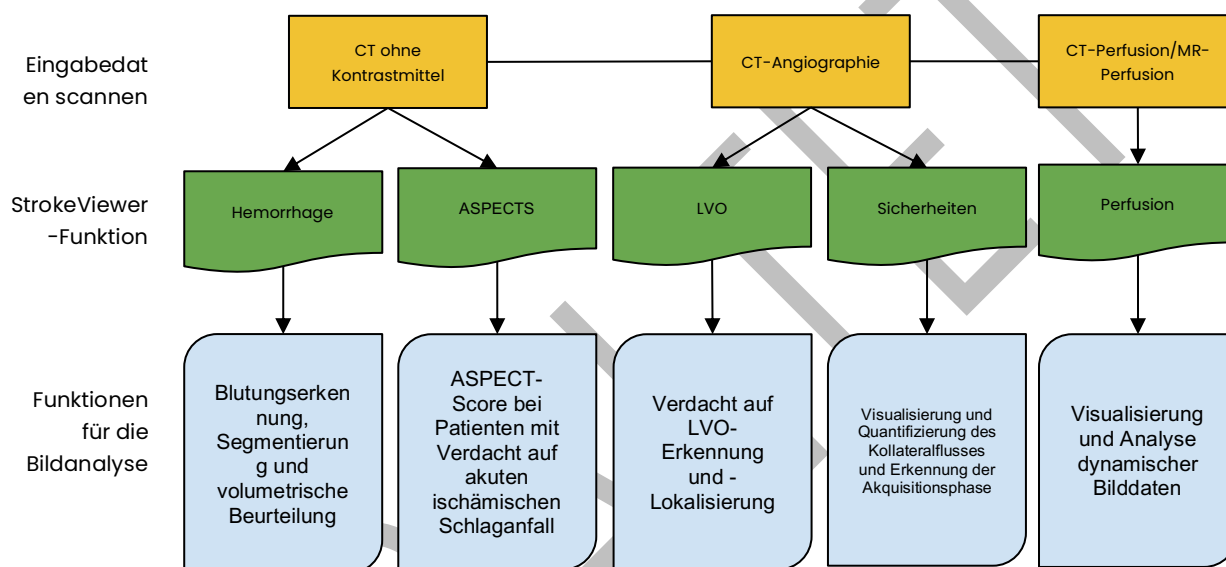 Eingabedat
en scannen
CT ohne
Kontrastmittel
CT-Angiographie
CT-Perfusion/MR-
Perfusion
StrokeViewer
-Funktion
Hemorrhage
ASPECTS
LVO
Sicherheiten
Perfusion
Funktionen
für die
Bildanalyse
Blutungserken
nung,
Segmentierun
g und
volumetrische
Beurteilung
ASPECT-
Score bei
Patienten mit
Verdacht auf
akuten
ischämischen
Schlaganfall
Verdacht auf
LVO-
Erkennung
und -
Lokalisierung
Visualisierung und
Quantifizierung des
Kollateralflusses
und Erkennung der
Akquisitionsphase
Visualisierung
und Analyse
dynamischer
Bilddaten